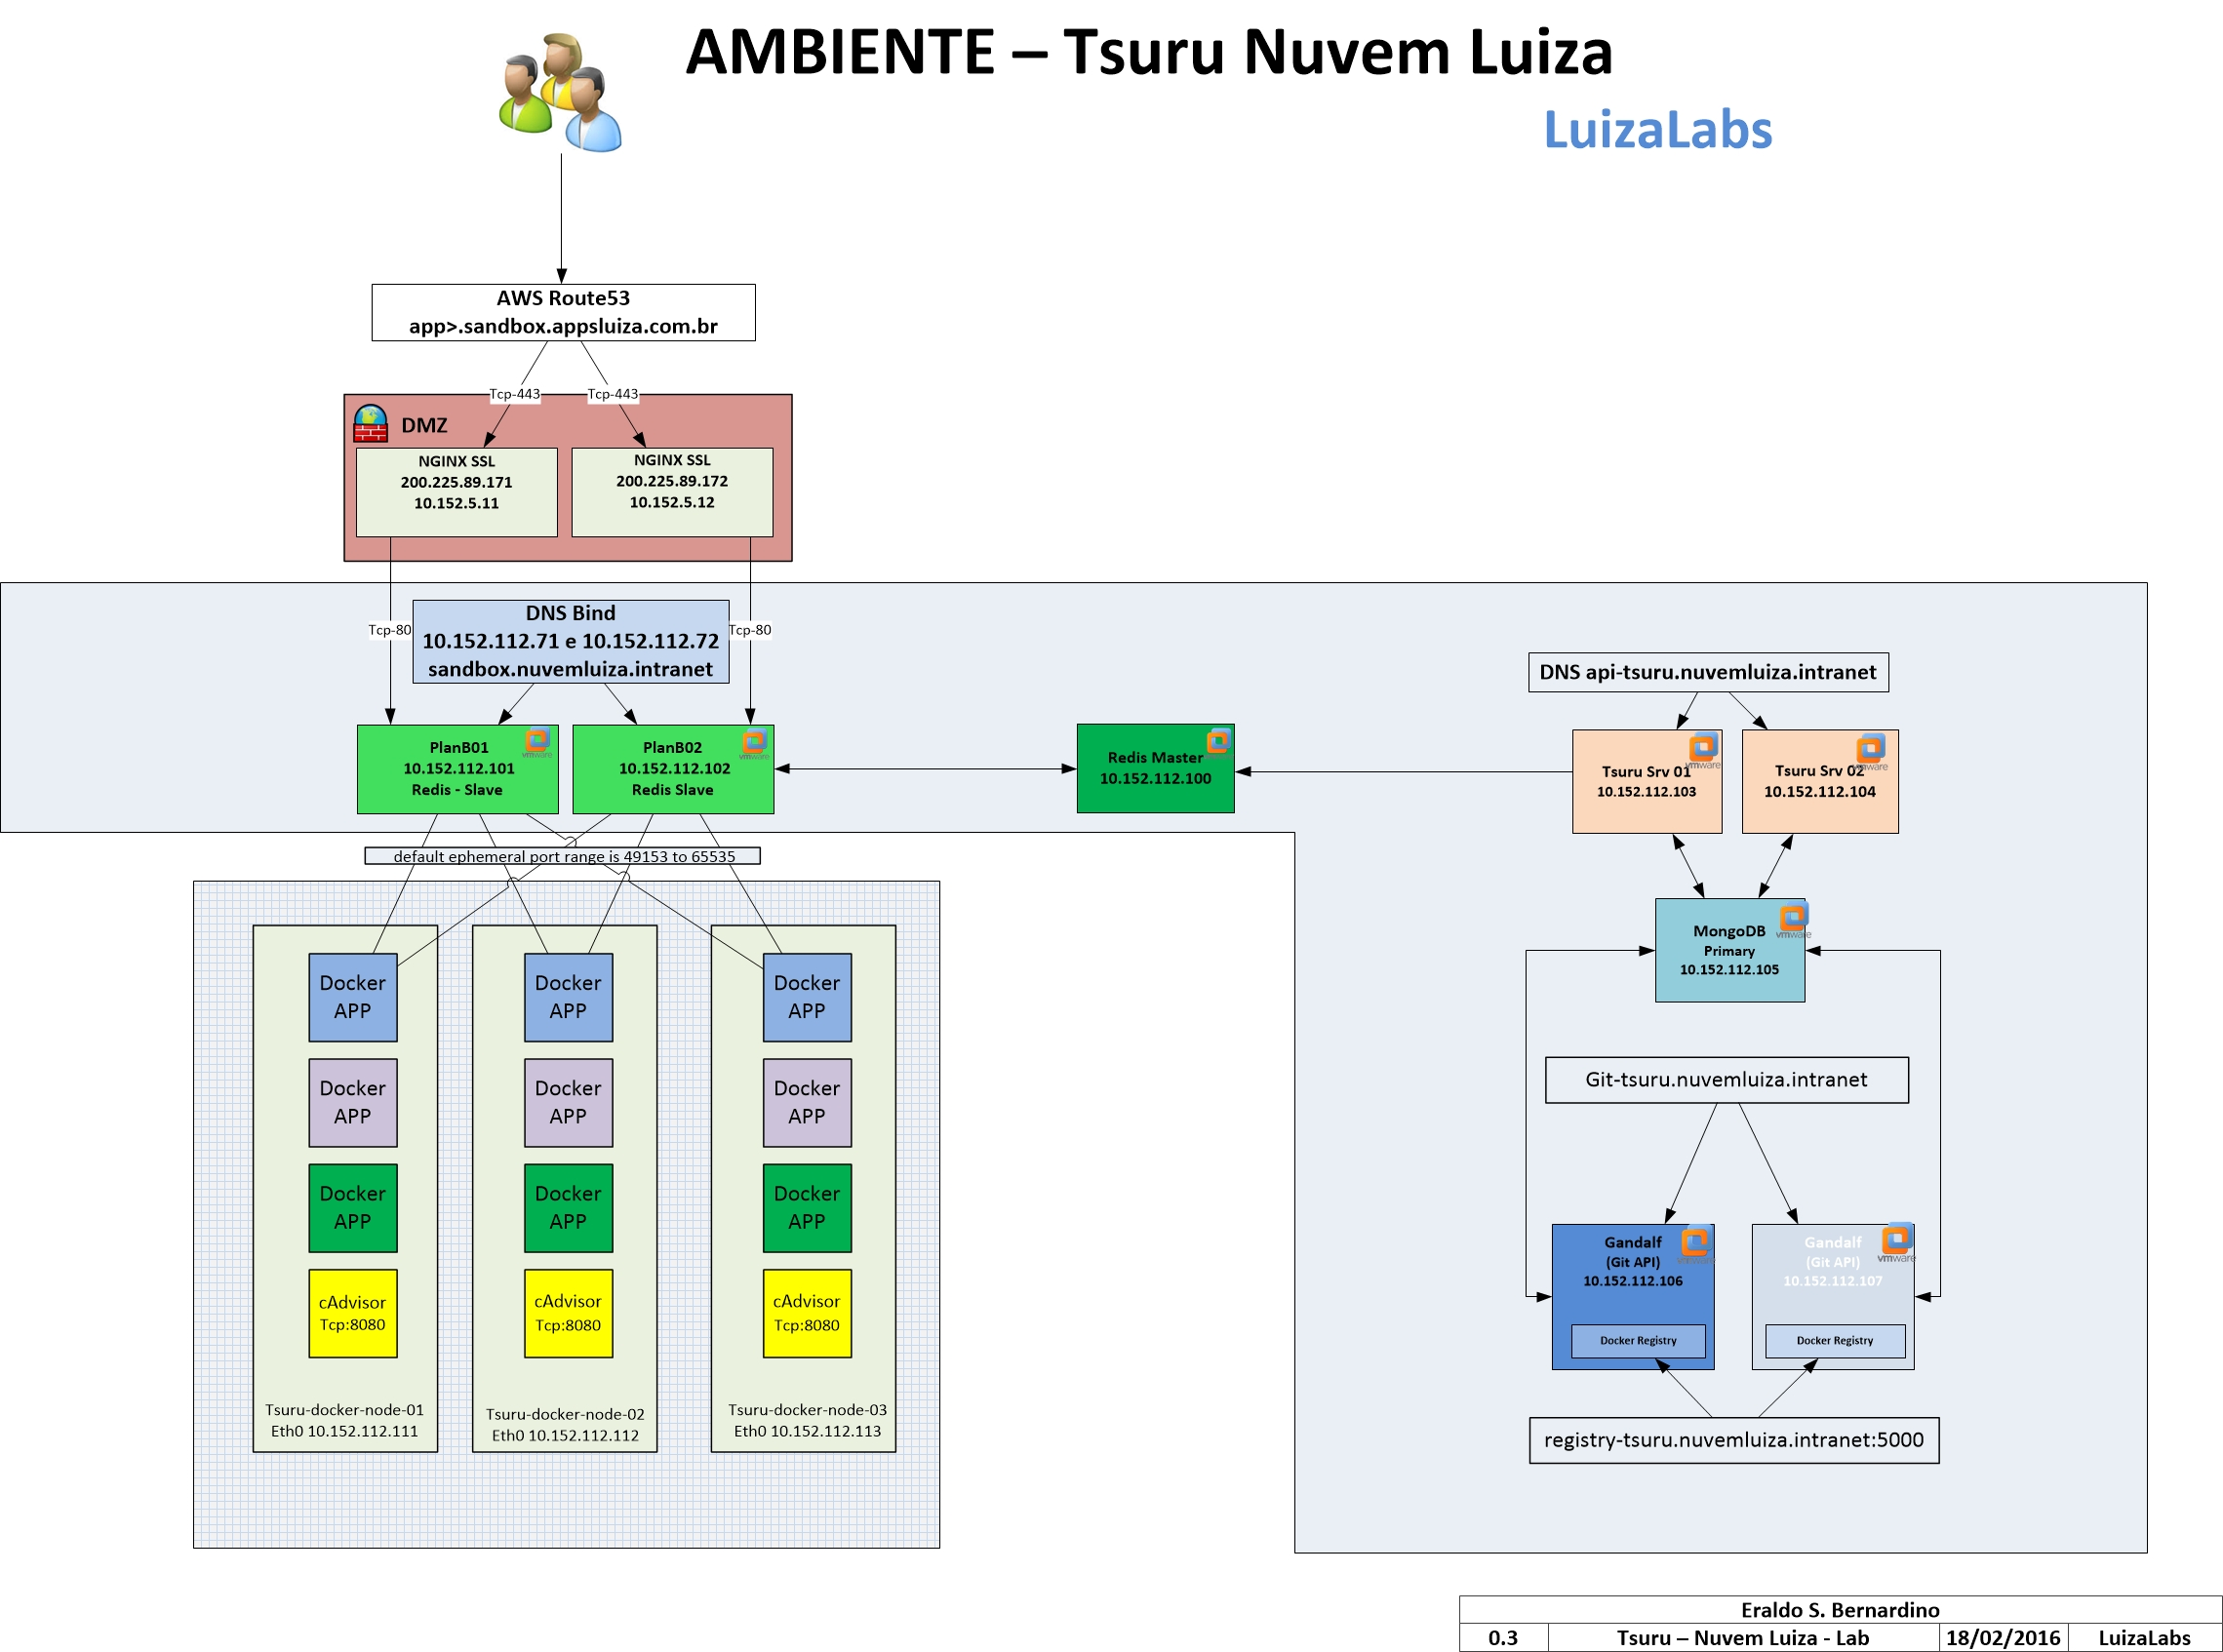 AMBIENTE – Tsuru Nuvem Luiza
LuizaLabs
AWS Route53
app>.sandbox.appsluiza.com.br
Tcp-443
Tcp-443
DMZ
NGINX SSL
200.225.89.171
10.152.5.11
NGINX SSL
200.225.89.172
10.152.5.12
Tcp-80
DNS Bind
10.152.112.71 e 10.152.112.72
sandbox.nuvemluiza.intranet
Tcp-80
DNS api-tsuru.nuvemluiza.intranet
PlanB01
10.152.112.101
Redis - Slave
vmware
PlanB02
10.152.112.102
Redis Slave
vmware
Redis Master
10.152.112.100
vmware
Tsuru Srv 01
10.152.112.103
vmware
Tsuru Srv 02
10.152.112.104
vmware
default ephemeral port range is 49153 to 65535
MongoDB
Primary
10.152.112.105
vmware
Docker
APP
Docker
APP
Docker
APP
cAdvisor
Tcp:8080
Tsuru-docker-node-01
Eth0 10.152.112.111
Docker
APP
Docker
APP
Docker
APP
cAdvisor
Tcp:8080
Tsuru-docker-node-02
Eth0 10.152.112.112
Docker
APP
Docker
APP
Docker
APP
cAdvisor
Tcp:8080
Tsuru-docker-node-03
Eth0 10.152.112.113
Git-tsuru.nuvemluiza.intranet
Gandalf
(Git API)
10.152.112.106
vmware
Docker Registry
Gandalf
(Git API)
10.152.112.107
vmware
Docker Registry
registry-tsuru.nuvemluiza.intranet:5000
Eraldo S. Bernardino
0.3 Tsuru – Nuvem Luiza - Lab 18/02/2016 LuizaLabs